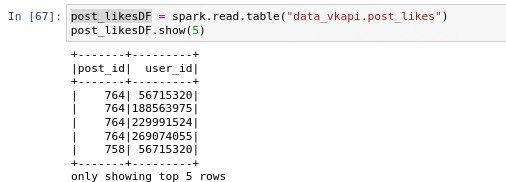 In [67]: post_likesDF = spark.read.table("data_vkapi.post_likes")
post_likesDF.show(5)
+-------+---------+
|post_id|  user_id|
+-------+---------+
|    764| 56715320|
|    764|188563975|
|    764|229991524|
|    764|269074055|
|    758| 56715320|
+-------+---------+
only showing top 5 rows